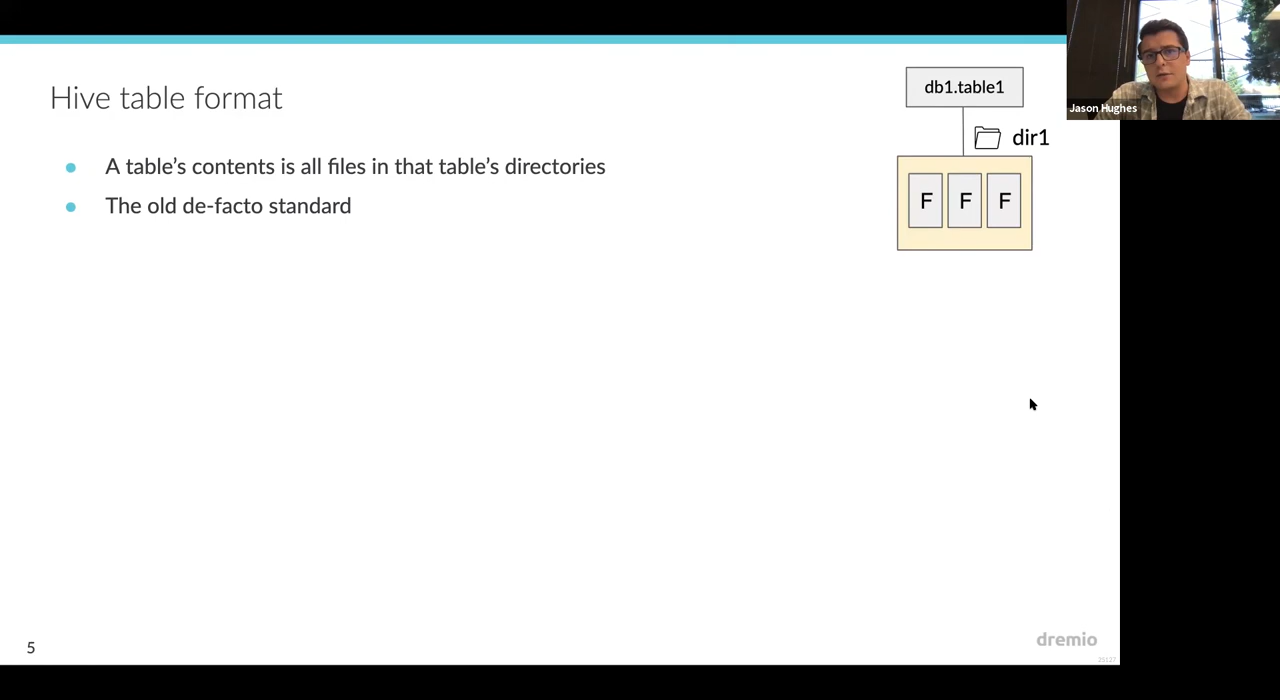 Hive table format
A table’s contents is all files in that table’s directories
The old de-facto standard
db1.table1
dir1
F F F
Jason Hughes
5
dremio